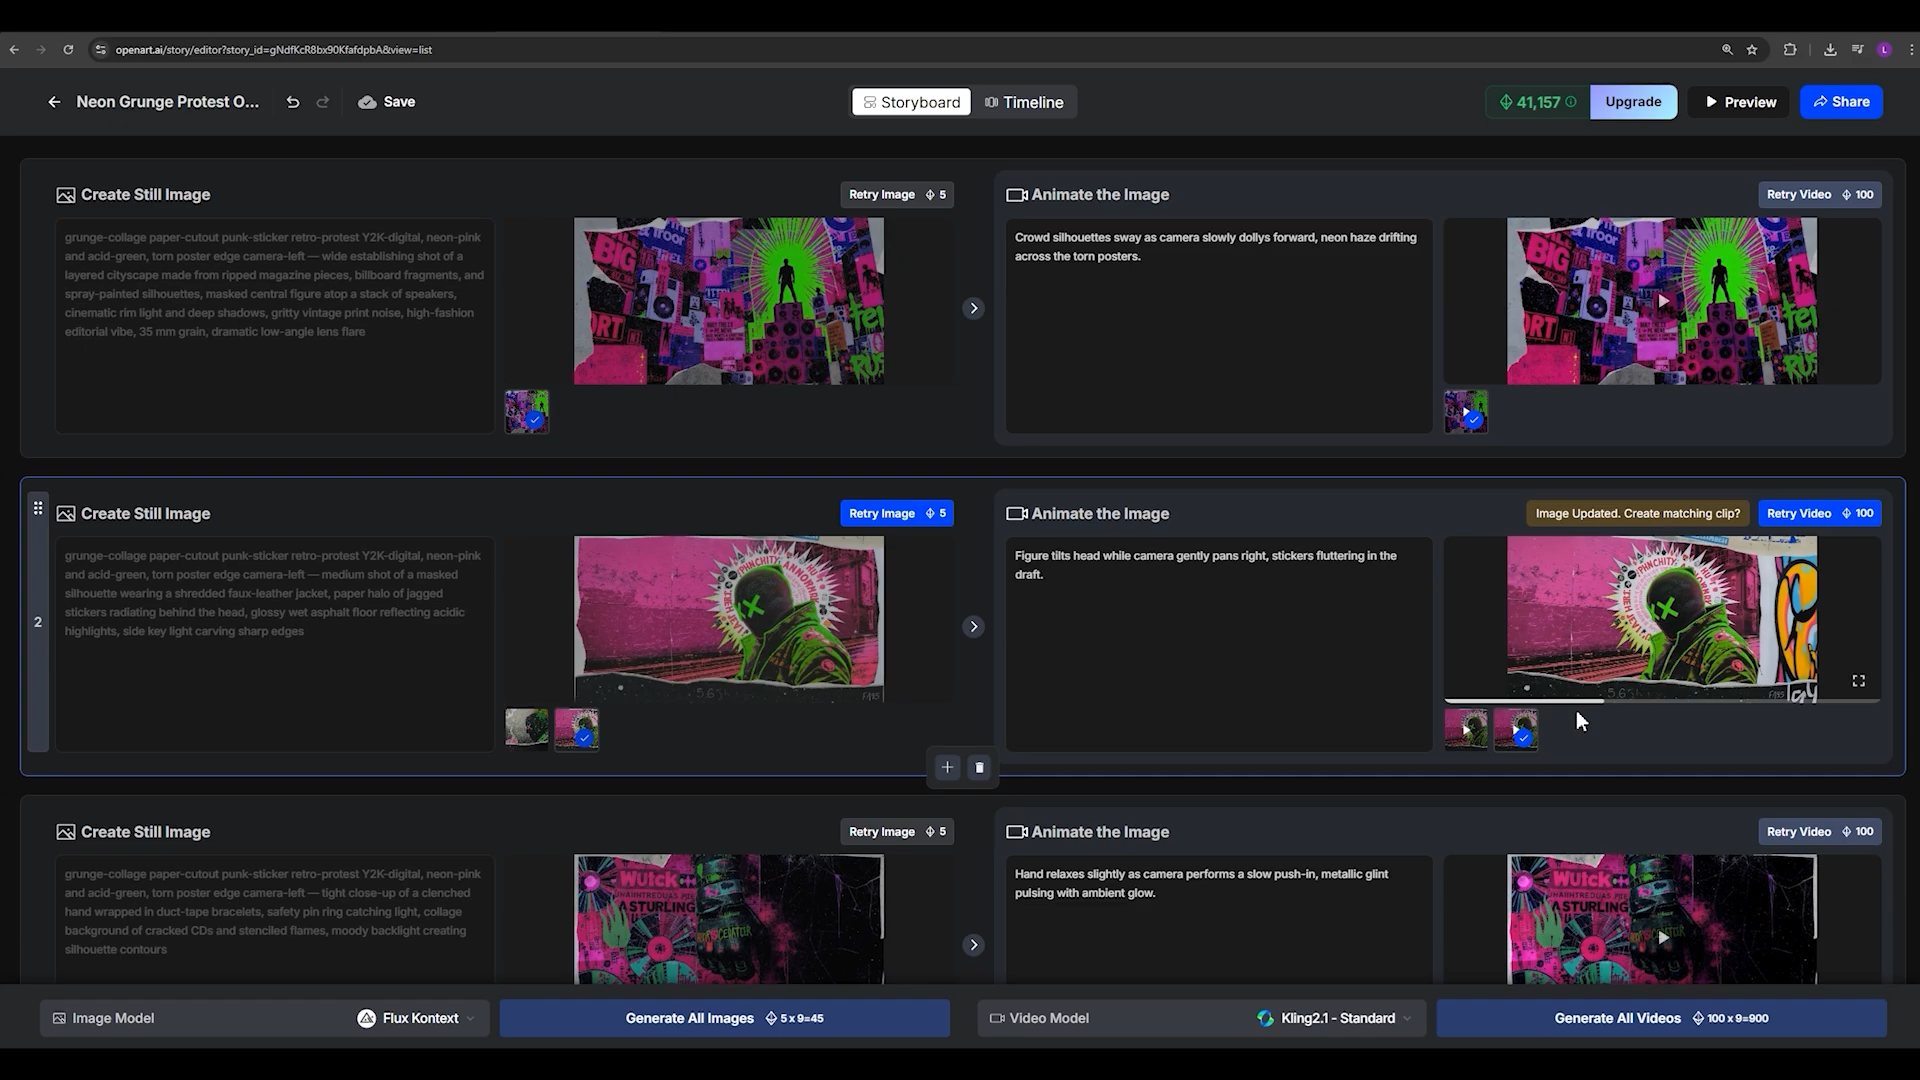 openart.ai/story/editor?story_id=gNdfKcR8bx90KfafdpbA&view=list
L
Neon Grunge Protest O...
Save
Storyboard
Timeline
41,157
Upgrade
Preview
Share
Create Still Image
Retry Image 5
grunge-collage paper-cutout punk-sticker retro-protest Y2K-digital, neon-pink
and acid-green, torn poster edge camera-left — wide establishing shot of a
layered cityscape made from ripped magazine pieces, billboard fragments, and
spray-painted silhouettes, masked central figure atop a stack of speakers,
cinematic rim light and deep shadows, gritty vintage print noise, high-fashion
editorial vibe, 35 mm grain, dramatic low-angle lens flare
BIG
Animate the Image
Retry Video 100
Crowd silhouettes sway as camera slowly dollys forward, neon haze drifting
across the torn posters.
BIG
2
Create Still Image
Retry Image 5
grunge-collage paper-cutout punk-sticker retro-protest Y2K-digital, neon-pink
and acid-green, torn poster edge camera-left — medium shot of a masked
silhouette wearing a shredded faux-leather jacket, paper halo of jagged
stickers radiating behind the head, glossy wet asphalt floor reflecting acidic
highlights, side key light carving sharp edges
Animate the Image
Image Updated. Create matching clip?
Retry Video 100
Figure tilts head while camera gently pans right, stickers fluttering in the
draft.
Create Still Image
Retry Image 5
grunge-collage paper-cutout punk-sticker retro-protest Y2K-digital, neon-pink
and acid-green, torn poster edge camera-left — tight close-up of a clenched
hand wrapped in duct-tape bracelets, safety pin ring catching light, collage
background of cracked CDs and stenciled flames, moody backlight creating
silhouette contours
Wutck
ASTURLING
Animate the Image
Retry Video 100
Hand relaxes slightly as camera performs a slow push-in, metallic glint
pulsing with ambient glow.
Wutck
ASTURLING
Image Model
Flux Kontext
Generate All Images 5 x 9=45
Video Model
Kling2.1 - Standard
Generate All Videos 100 x 9=900